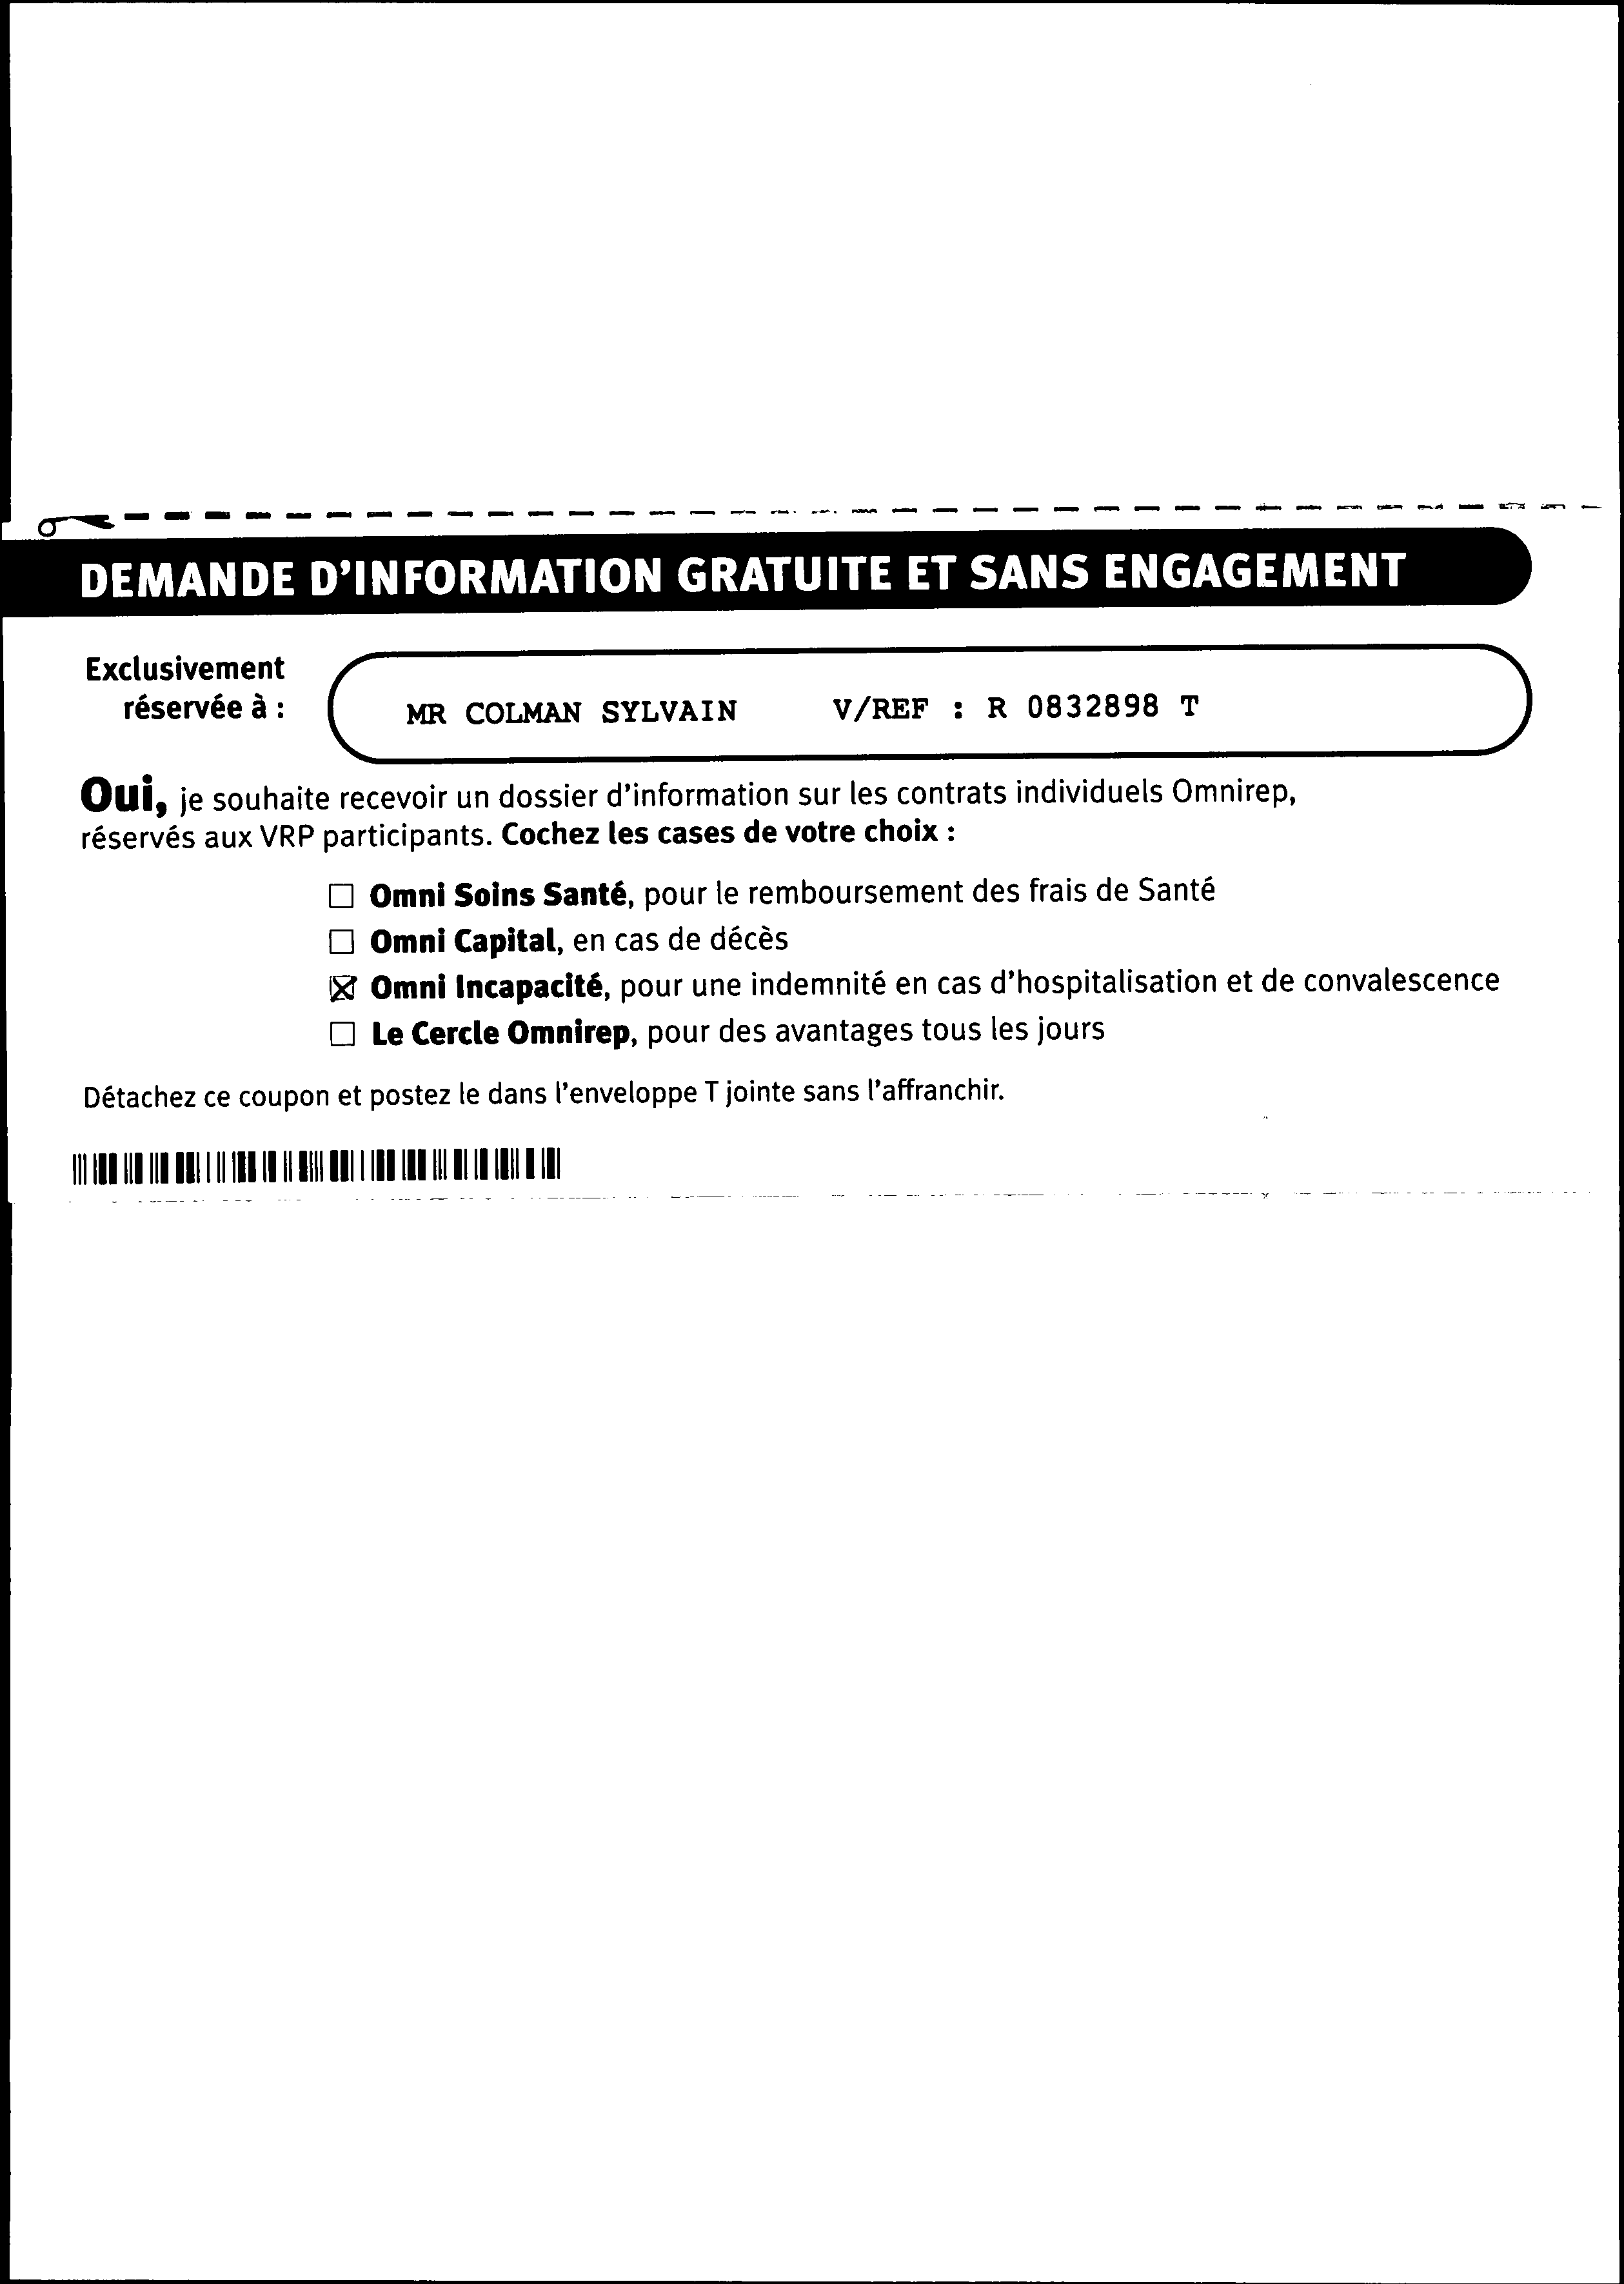 DEMANDE D'INFORMATION GRATUITE ET SANS ENGAGEMENT
Exclusivement
réservée à :
MR COLMAN SYLVAIN V/REF : R 0832898 T
Oui, je souhaite recevoir un dossier d'information sur les contrats individuels Omnirep,
réservés aux VRP participants. Cochez les cases de votre choix :
☐ Omni Soins Santé, pour le remboursement des frais de Santé
☐ Omni Capital, en cas de décès
☒ Omni Incapacité, pour une indemnité en cas d'hospitalisation et de convalescence
☐ Le Cercle Omnirep, pour des avantages tous les jours
Détachez ce coupon et postez le dans l'enveloppe T jointe sans l'affranchir.